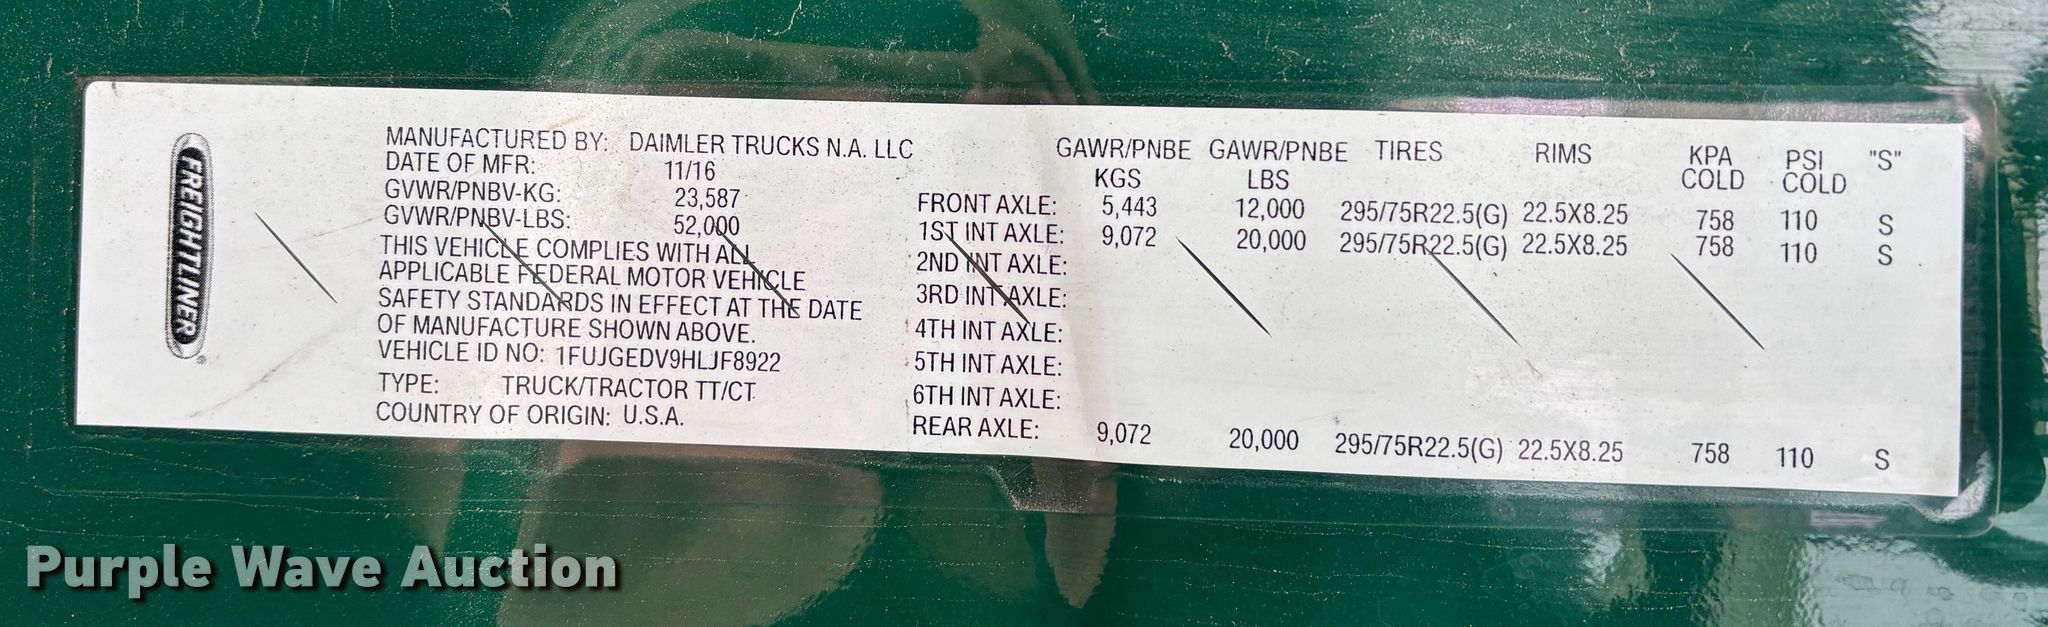 FREIGHTLINER
MANUFACTURED BY: DAIMLER TRUCKS N.A. LLC
DATE OF MFR: 11/16
GVWR/PNBV-KG: 23,587
GVWR/PNBV-LBS: 52,000
THIS VEHICLE COMPLIES WITH ALL
APPLICABLE FEDERAL MOTOR VEHICLE
SAFETY STANDARDS IN EFFECT AT THE DATE
OF MANUFACTURE SHOWN ABOVE.
VEHICLE ID NO: 1FUJGEDV9HLJF8922
TYPE: TRUCK/TRACTOR TT/CT
COUNTRY OF ORIGIN: U.S.A.
GAWR/PNBE GAWR/PNBE TIRES RIMS KPA PSI "S"
KGS LBS COLD COLD
FRONT AXLE: 5,443 12,000 295/75R22.5(G) 22.5X8.25 758 110 S
1ST INT AXLE: 9,072 20,000 295/75R22.5(G) 22.5X8.25 758 110 S
2ND INT AXLE:
3RD INT AXLE:
4TH INT AXLE:
5TH INT AXLE:
6TH INT AXLE:
REAR AXLE: 9,072 20,000 295/75R22.5(G) 22.5X8.25 758 110 S
Purple Wave Auction